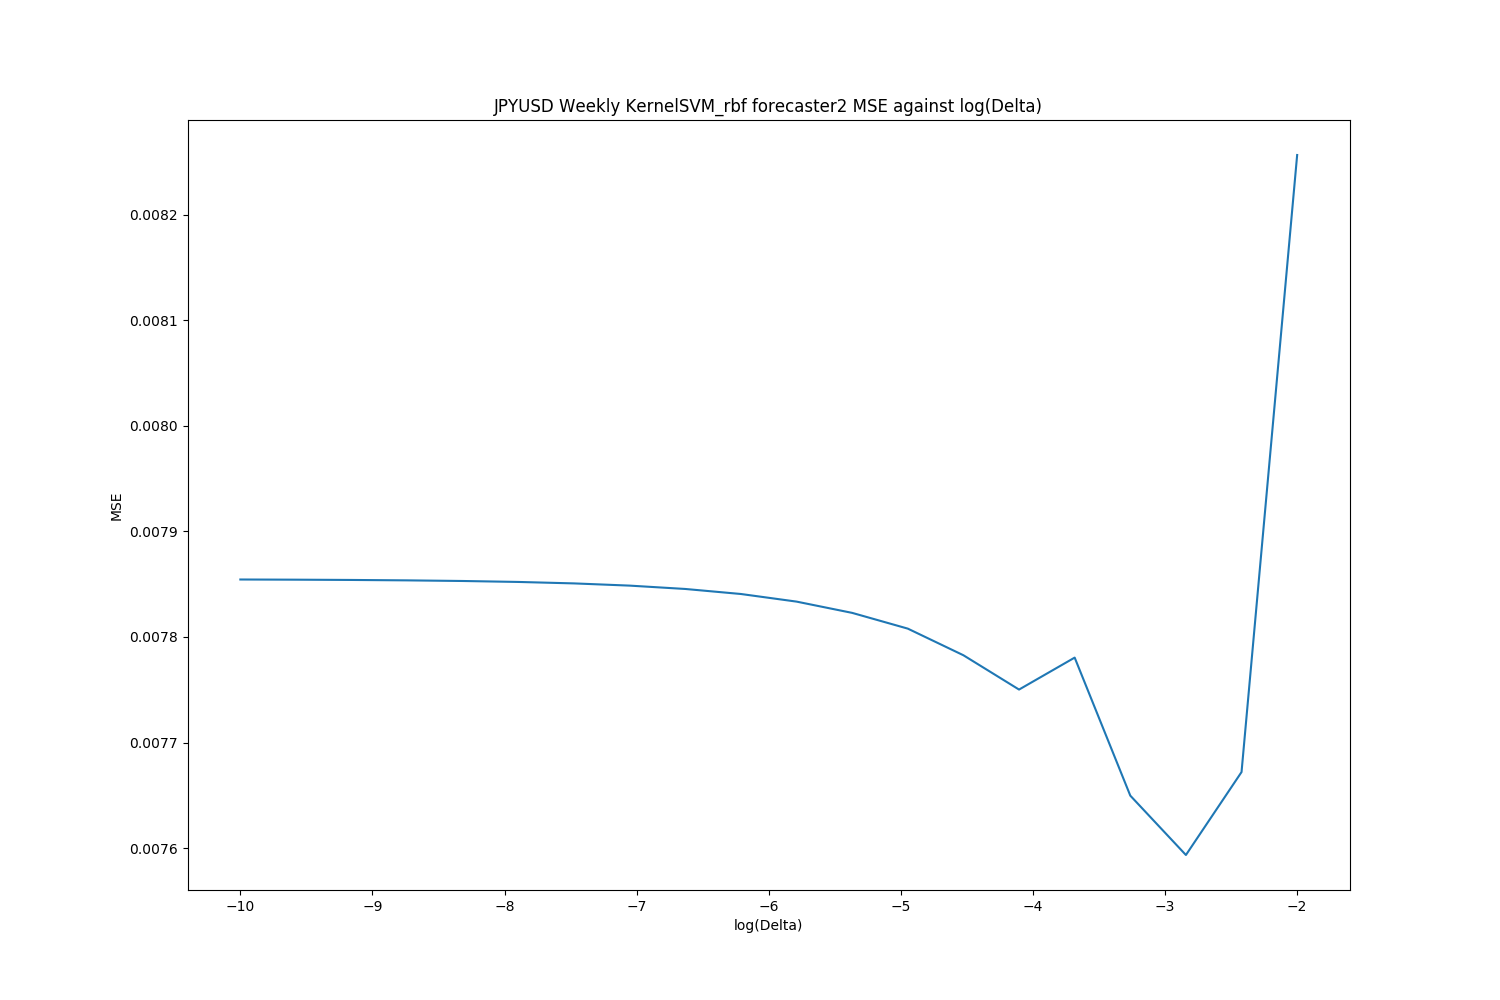 JPYUSD Weekly KernelSVM_rbf forecaster2 MSE against log(Delta)
0.0082
0.0081
0.0080
0.0079
0.0078
0.0077
0.0076
MSE
−10 −9 −8 −7 −6 −5 −4 −3 −2
log(Delta)